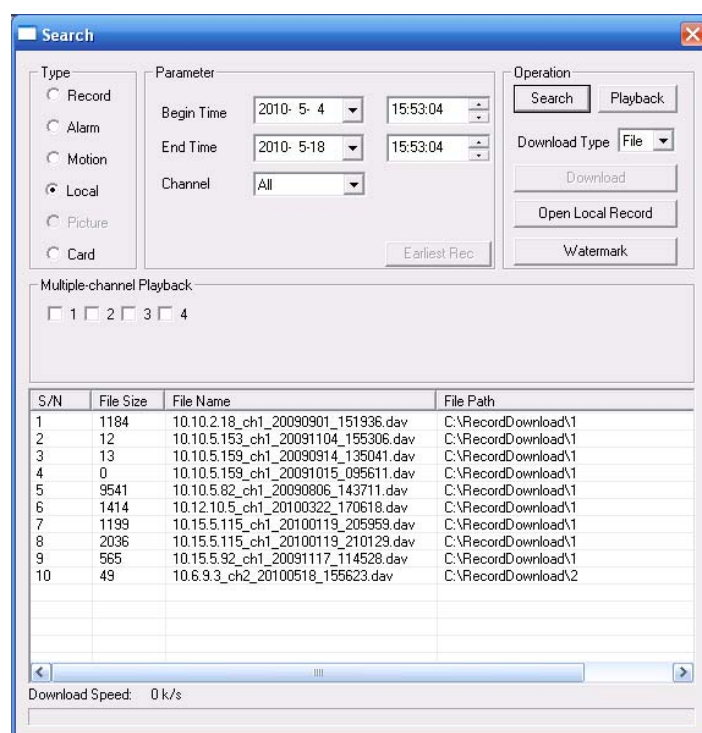 Search
Type
Record
Alarm
Motion
Local
Picture
Card
Parameter
Begin Time 2010- 5- 4 15:53:04
End Time 2010- 5-18 15:53:04
Channel All
Earliest Rec
Operation
Search Playback
Download Type File
Download
Open Local Record
Watermark
Multiple-channel Playback
1 2 3 4
S/N File Size File Name File Path
1 1184 10.10.2.18_ch1_20090901_151936.dav C:\RecordDownload\1
2 12 10.10.5.153_ch1_20091104_155306.dav C:\RecordDownload\1
3 13 10.10.5.159_ch1_20090914_135041.dav C:\RecordDownload\1
4 0 10.10.5.159_ch1_20091015_095611.dav C:\RecordDownload\1
5 9541 10.10.5.82_ch1_20090806_143711.dav C:\RecordDownload\1
6 1414 10.12.10.5_ch1_20100322_170618.dav C:\RecordDownload\1
7 1199 10.15.5.115_ch1_20100119_205959.dav C:\RecordDownload\1
8 2036 10.15.5.115_ch1_20100119_210129.dav C:\RecordDownload\1
9 565 10.15.5.92_ch1_20091117_114528.dav C:\RecordDownload\1
10 49 10.6.9.3_ch2_20100518_155623.dav C:\RecordDownload\2
Download Speed: 0 k/s